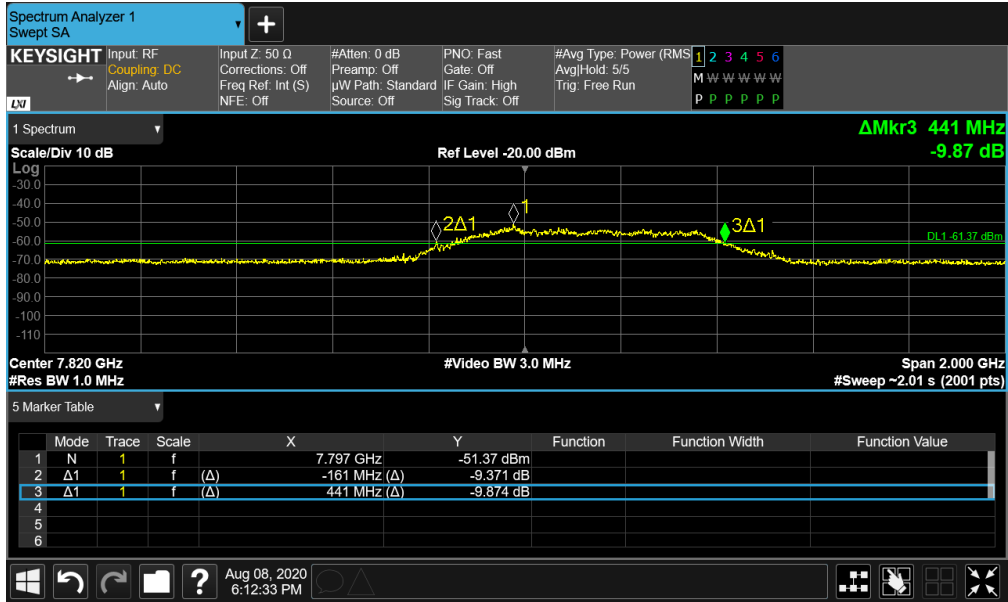 Spectrum Analyzer 1
Swept SA
+
KEYSIGHT
LXI
Input: RF
Coupling: DC
Align: Auto
Input Z: 50 Ω
Corrections: Off
Freq Ref: Int (S)
NFE: Off
#Atten: 0 dB
Preamp: Off
µW Path: Standard
Source: Off
PNO: Fast
Gate: Off
IF Gain: High
Sig Track: Off
#Avg Type: Power (RMS
Avg|Hold: 5/5
Trig: Free Run
1 2 3 4 5 6
M W W W W W
P P P P P P
1 Spectrum
ΔMkr3 441 MHz
Scale/Div 10 dB
Ref Level -20.00 dBm
-9.87 dB
Log
-30.0
-40.0
-50.0
-60.0
-70.0
-80.0
-90.0
-100
-110
2Δ1
1
3Δ1
DL1 -61.37 dBm
Center 7.820 GHz
#Video BW 3.0 MHz
Span 2.000 GHz
#Res BW 1.0 MHz
#Sweep ~2.01 s (2001 pts)
5 Marker Table
Mode Trace Scale X Y Function Function Width Function Value
1 N 1 f 7.797 GHz -51.37 dBm
2 Δ1 1 f (Δ) -161 MHz (Δ) -9.371 dB
3 Δ1 1 f (Δ) 441 MHz (Δ) -9.874 dB
4
5
6
?
Aug 08, 2020
6:12:33 PM